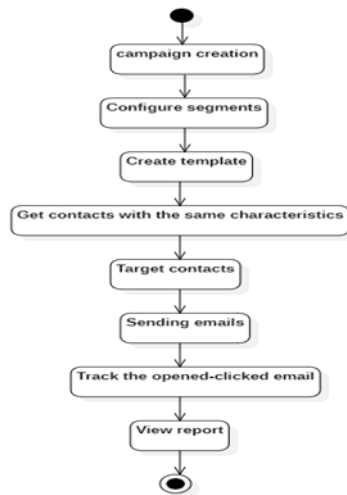 campaign creation
Configure segments
Create template
Get contacts with the same characteristics
Target contacts
Sending emails
Track the opened-clicked email
View report